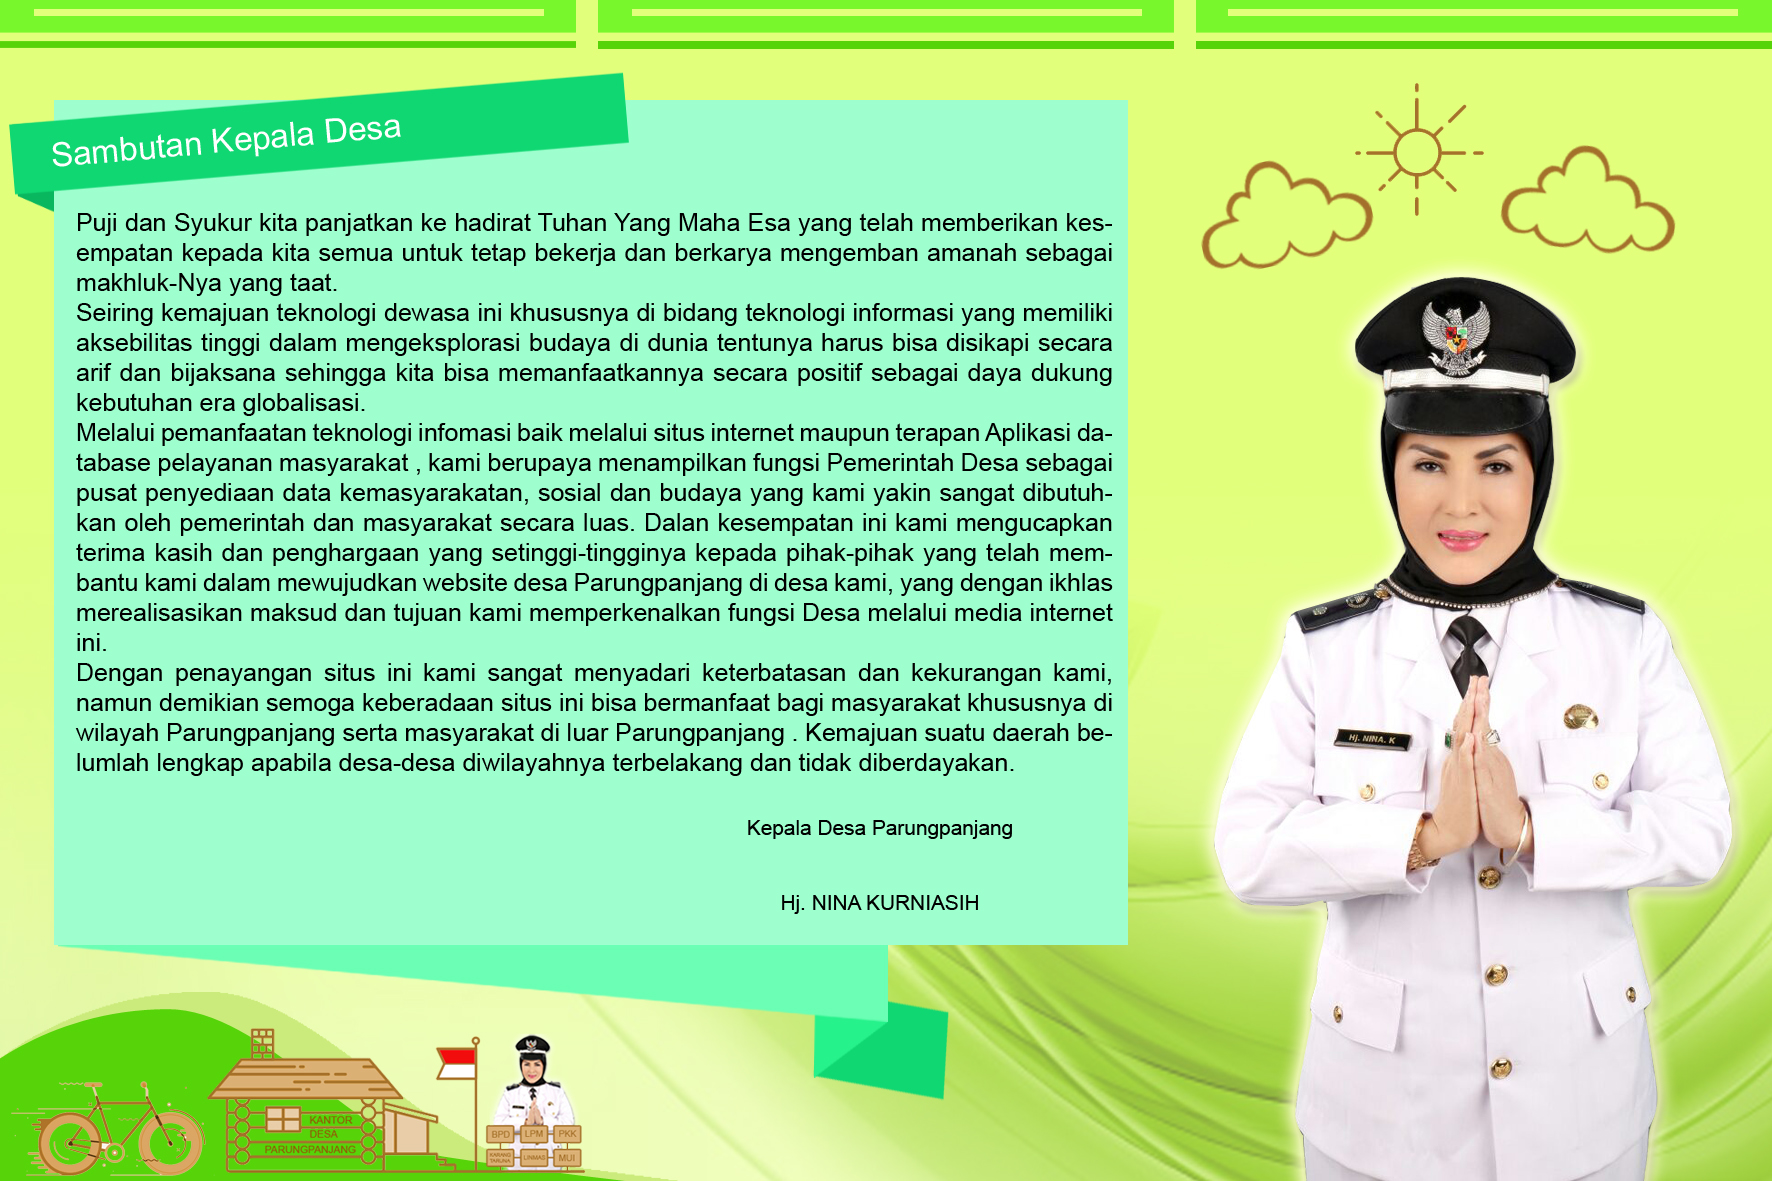 Sambutan Kepala Desa
Puji dan Syukur kita panjatkan ke hadirat Tuhan Yang Maha Esa yang telah memberikan kes-
empatan kepada kita semua untuk tetap bekerja dan berkarya mengemban amanah sebagai
makhluk-Nya yang taat.
Seiring kemajuan teknologi dewasa ini khususnya di bidang teknologi informasi yang memiliki
aksebilitas tinggi dalam mengeksplorasi budaya di dunia tentunya harus bisa disikapi secara
arif dan bijaksana sehingga kita bisa memanfaatkannya secara positif sebagai daya dukung
kebutuhan era globalisasi.
Melalui pemanfaatan teknologi infomasi baik melalui situs internet maupun terapan Aplikasi da-
tabase pelayanan masyarakat , kami berupaya menampilkan fungsi Pemerintah Desa sebagai
pusat penyediaan data kemasyarakatan, sosial dan budaya yang kami yakin sangat dibutuh-
kan oleh pemerintah dan masyarakat secara luas. Dalan kesempatan ini kami mengucapkan
terima kasih dan penghargaan yang setinggi-tingginya kepada pihak-pihak yang telah mem-
bantu kami dalam mewujudkan website desa Parungpanjang di desa kami, yang dengan ikhlas
merealisasikan maksud dan tujuan kami memperkenalkan fungsi Desa melalui media internet
ini.
Dengan penayangan situs ini kami sangat menyadari keterbatasan dan kekurangan kami,
namun demikian semoga keberadaan situs ini bisa bermanfaat bagi masyarakat khususnya di
wilayah Parungpanjang serta masyarakat di luar Parungpanjang . Kemajuan suatu daerah be-
lumlah lengkap apabila desa-desa diwilayahnya terbelakang dan tidak diberdayakan.
Kepala Desa Parungpanjang
Hj. NINA KURNIASIH
Hj. NINA. K
KANTOR
DESA
PARUNGPANJANG
BPD LPM PKK
KARANG
TARUNA
LINMAS MUI